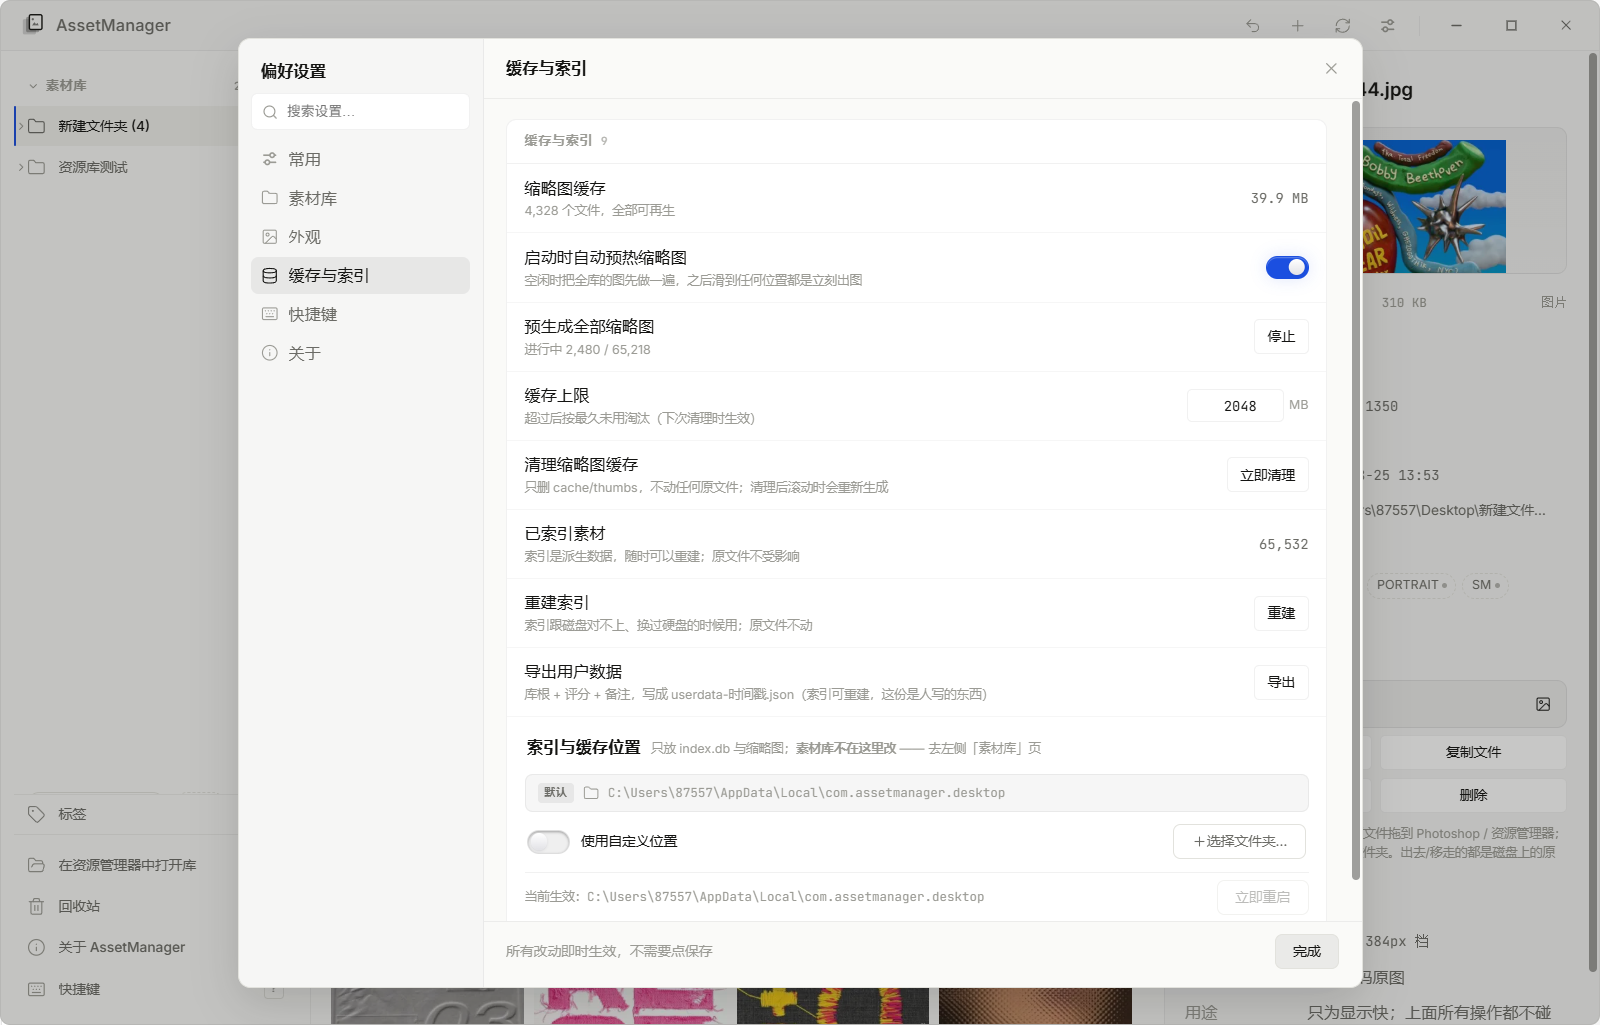 AssetManager
素材库
新建文件夹 (4)
资源库测试
标签
在资源管理器中打开库
回收站
关于 AssetManager
快捷键
偏好设置
搜索设置...
常用
素材库
外观
缓存与索引
快捷键
关于
缓存与索引
缓存与索引 9
缩略图缓存
4,328 个文件，全部可再生
39.9 MB
启动时自动预热缩略图
空闲时把全库的图先做一遍，之后滑到任何位置都是立刻出图
预生成全部缩略图
进行中 2,480 / 65,218
停止
缓存上限
超过后按最久未用淘汰（下次清理时生效）
2048 MB
清理缩略图缓存
只删 cache/thumbs，不动任何原文件；清理后滚动时会重新生成
立即清理
已索引素材
索引是派生数据，随时可以重建；原文件不受影响
65,532
重建索引
索引跟磁盘对不上、换过硬盘的时候用；原文件不动
重建
导出用户数据
库根 + 评分 + 备注，写成 userdata-时间戳.json（索引可重建，这份是人写的东西）
导出
索引与缓存位置 只放 index.db 与缩略图；素材库不在这里改 —— 去左侧「素材库」页
默认 C:\Users\87557\AppData\Local\com.assetmanager.desktop
使用自定义位置
+选择文件夹...
当前生效：C:\Users\87557\AppData\Local\com.assetmanager.desktop
立即重启
所有改动即时生效，不需要点保存
完成
44.jpg
Bobby Beethoven
310 KB
图片
1350
-25 13:53
s\87557\Desktop\新建文件...
PORTRAIT
SM
复制文件
删除
文件拖到 Photoshop / 资源管理器；
件夹。出去/移走的都是磁盘上的原
384px 档
码原图
用途
只为显示快；上面所有操作都不碰